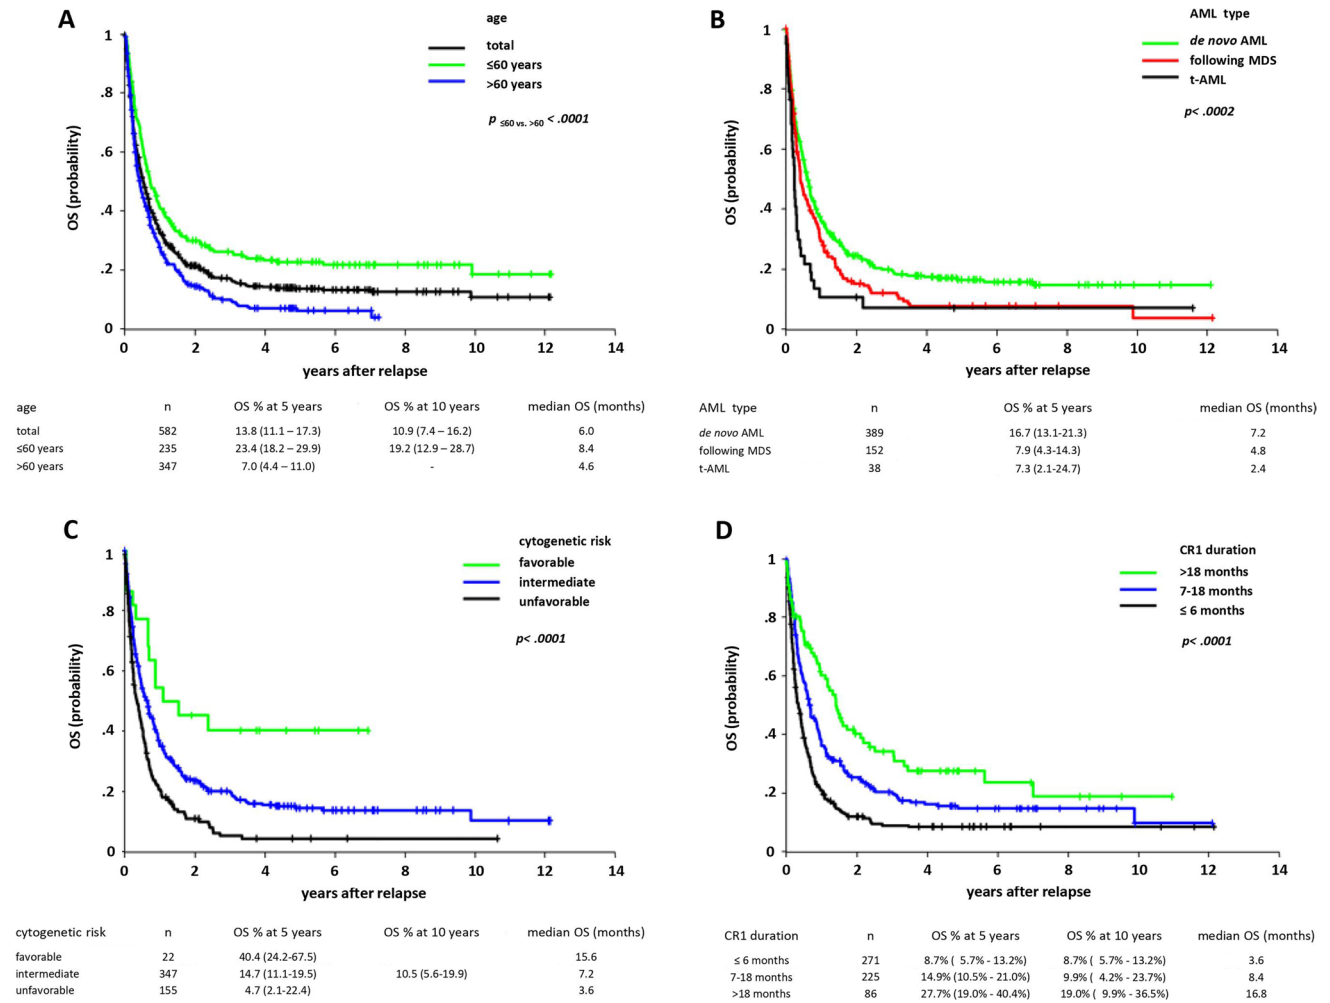 A
age
total
≤60 years
>60 years
p ≤60 vs. >60 < .0001
OS (probability)
1
.8
.6
.4
.2
0
0 2 4 6 8 10 12 14
years after relapse
age n OS % at 5 years OS % at 10 years median OS (months)
total 582 13.8 (11.1 – 17.3) 10.9 (7.4 – 16.2) 6.0
≤60 years 235 23.4 (18.2 – 29.9) 19.2 (12.9 – 28.7) 8.4
>60 years 347 7.0 (4.4 – 11.0) - 4.6
B
AML type
de novo AML
following MDS
t-AML
p< .0002
OS (probability)
1
.8
.6
.4
.2
0
0 2 4 6 8 10 12 14
years after relapse
AML type n OS % at 5 years median OS (months)
de novo AML 389 16.7 (13.1-21.3) 7.2
following MDS 152 7.9 (4.3-14.3) 4.8
t-AML 38 7.3 (2.1-24.7) 2.4
C
cytogenetic risk
favorable
intermediate
unfavorable
p< .0001
OS (probability)
1
.8
.6
.4
.2
0
0 2 4 6 8 10 12 14
years after relapse
cytogenetic risk n OS % at 5 years OS % at 10 years median OS (months)
favorable 22 40.4 (24.2-67.5) 15.6
intermediate 347 14.7 (11.1-19.5) 10.5 (5.6-19.9) 7.2
unfavorable 155 4.7 (2.1-22.4) 3.6
D
CR1 duration
>18 months
7-18 months
≤ 6 months
p< .0001
OS (probability)
1
.8
.6
.4
.2
0
0 2 4 6 8 10 12 14
years after relapse
CR1 duration n OS % at 5 years OS % at 10 years median OS (months)
≤ 6 months 271 8.7% ( 5.7% - 13.2%) 8.7% ( 5.7% - 13.2%) 3.6
7-18 months 225 14.9% (10.5% - 21.0%) 9.9% ( 4.2% - 23.7%) 8.4
>18 months 86 27.7% (19.0% - 40.4%) 19.0% ( 9.9% - 36.5%) 16.8